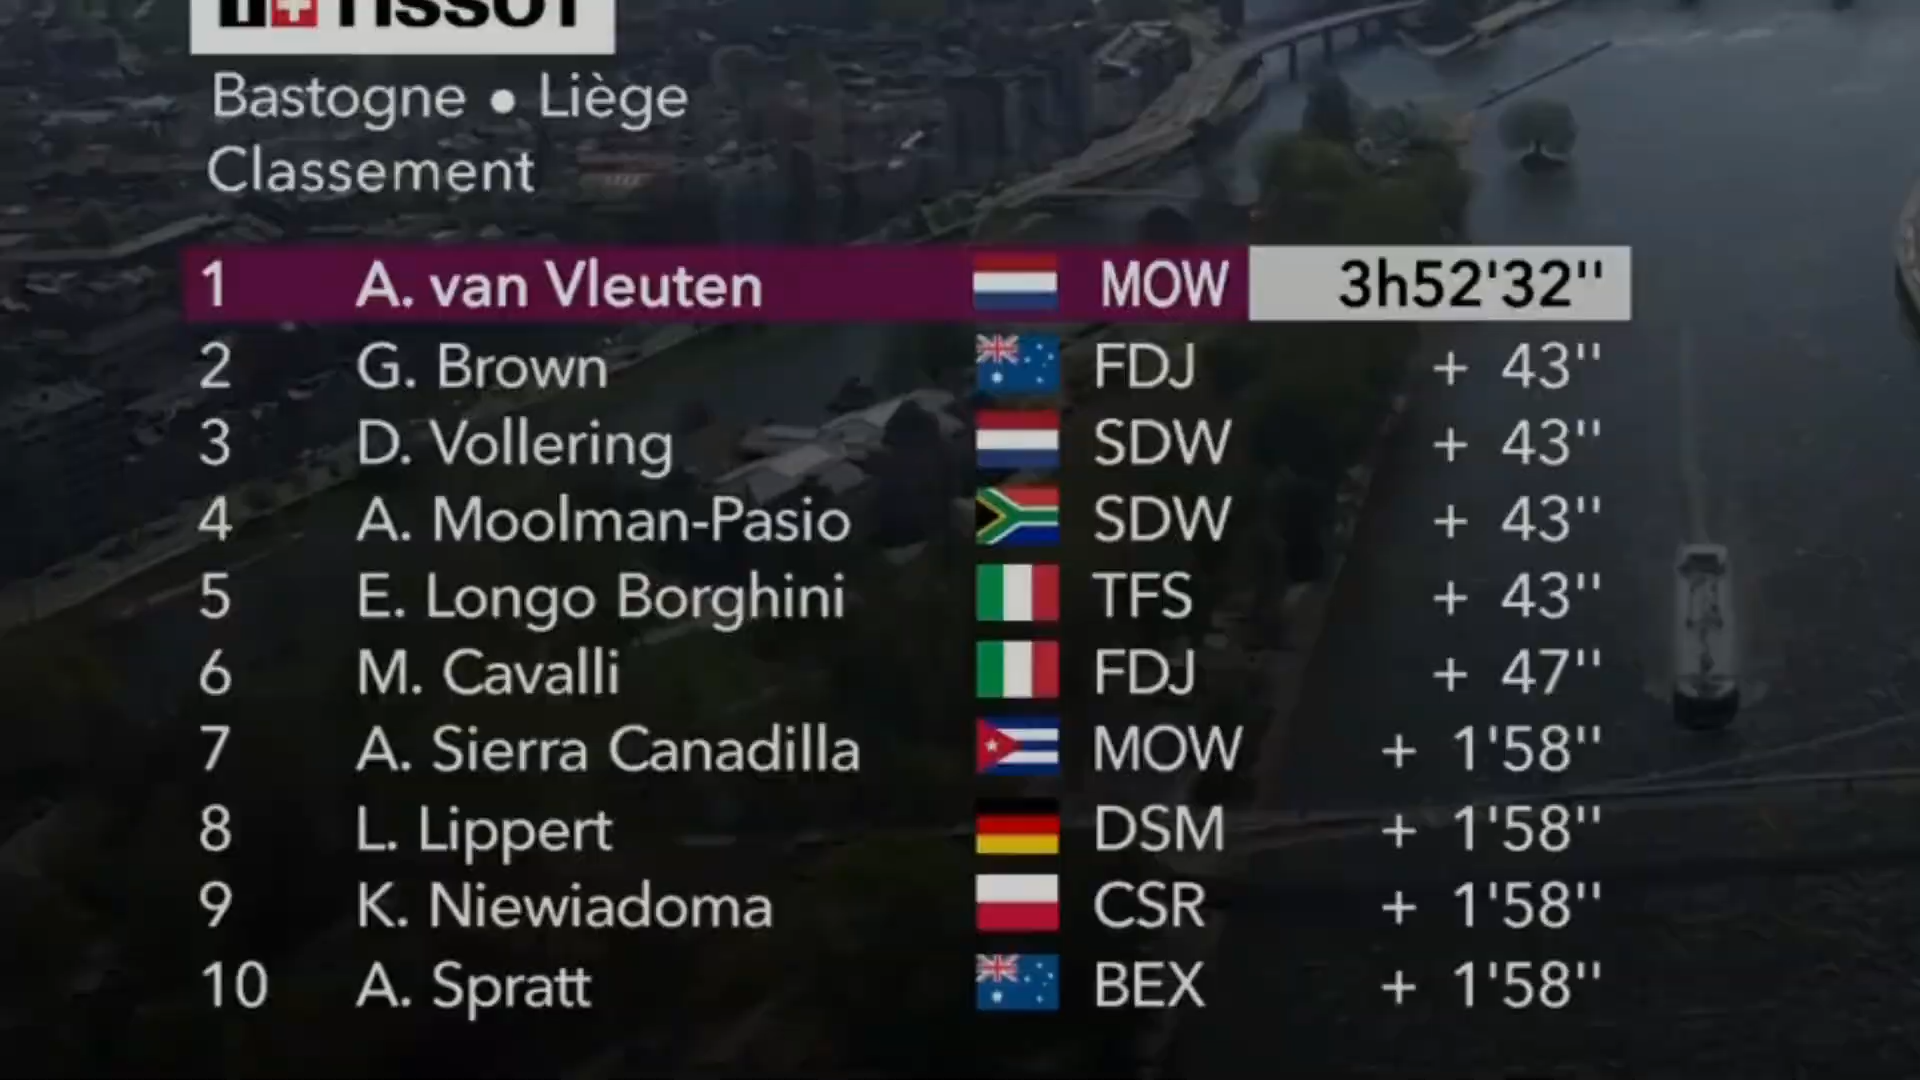 TISSOT
Bastogne • Liège
Classement
1 A. van Vleuten MOW 3h52'32''
2 G. Brown FDJ + 43''
3 D. Vollering SDW + 43''
4 A. Moolman-Pasio SDW + 43''
5 E. Longo Borghini TFS + 43''
6 M. Cavalli FDJ + 47''
7 A. Sierra Canadilla MOW + 1'58''
8 L. Lippert DSM + 1'58''
9 K. Niewiadoma CSR + 1'58''
10 A. Spratt BEX + 1'58''